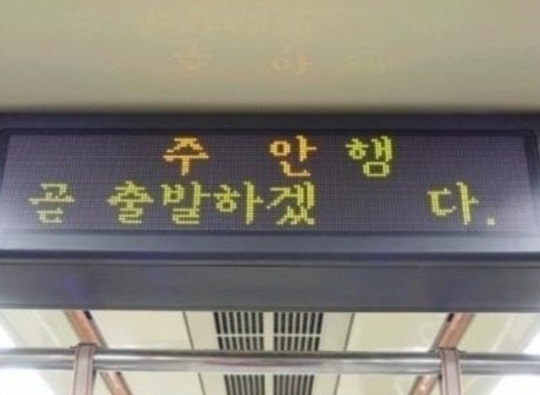 주 안 행
곧 출발하겠 다.